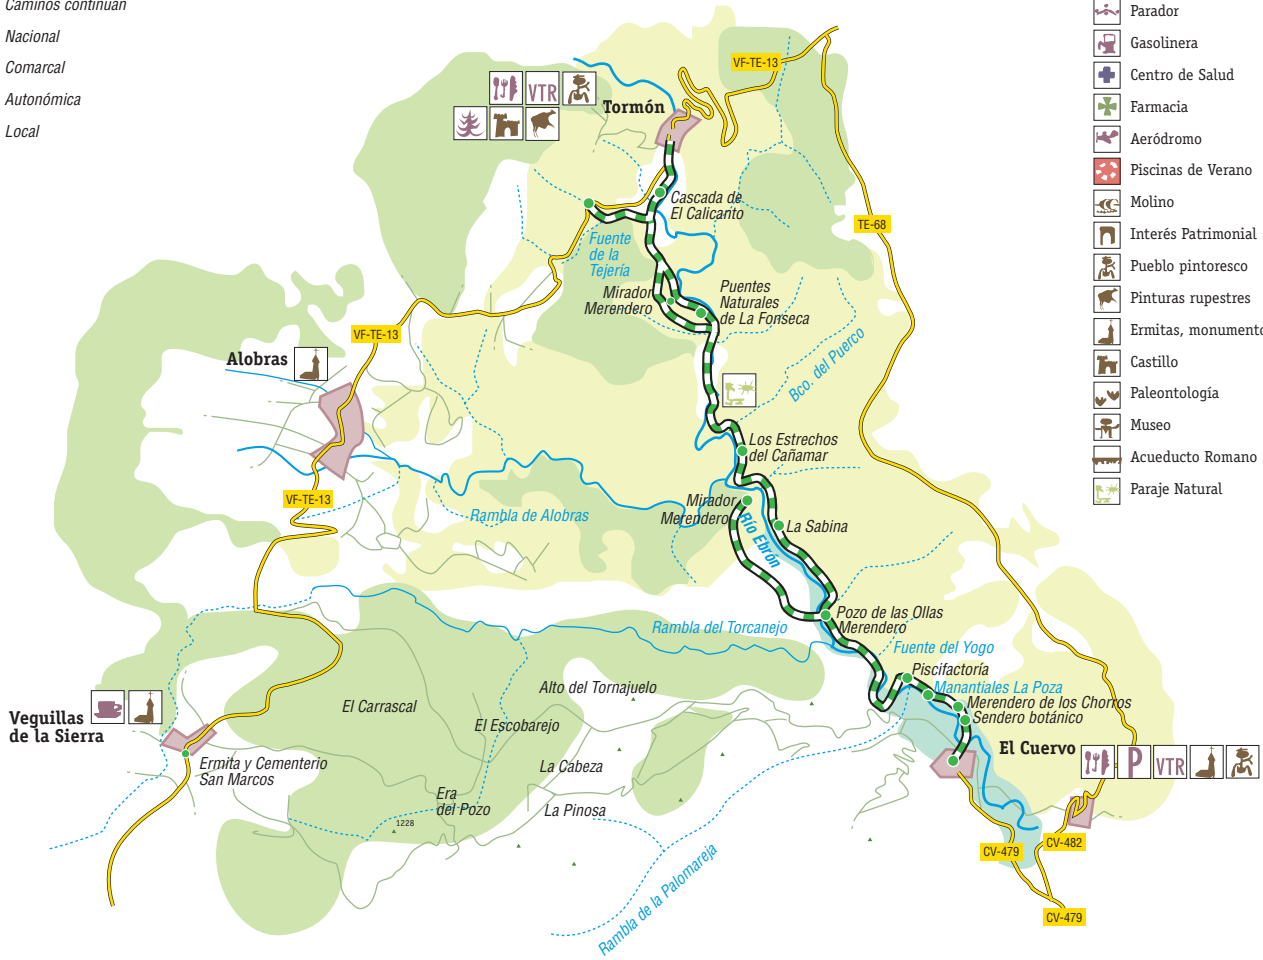 Caminos continúan
Nacional
Comarcal
Autonómica
Local
Parador
Gasolinera
Centro de Salud
Farmacia
Aeródromo
Piscinas de Verano
Molino
Interés Patrimonial
Pueblo pintoresco
Pinturas rupestres
Ermitas, monumento
Castillo
Paleontología
Museo
Acueducto Romano
Paraje Natural
VF-TE-13
VTR
Tormón
Cascada de
El Calicanto
TE-68
Fuente
de la
Tejería
Mirador
Merendero
Puentes
Naturales
de La Fonseca
VF-TE-13
Alobras
Bco. del Puerco
Los Estrechos
del Cañamar
VF-TE-13
Mirador
Merendero
Rambla de Alobras
Río Ebrón
La Sabina
Pozo de las Ollas
Merendero
Rambla del Torcanejo
Fuente del Yogo
Piscifactoría
Manantiales La Poza
Merendero de los Chorros
Sendero botánico
Alto del Tornajuelo
El Carrascal
El Escobarejo
Veguillas
de la Sierra
El Cuervo
P
VTR
Ermita y Cementerio
San Marcos
La Cabeza
Era
del Pozo
La Pinosa
1228
CV-479
CV-482
Rambla de la Palomareja
CV-479